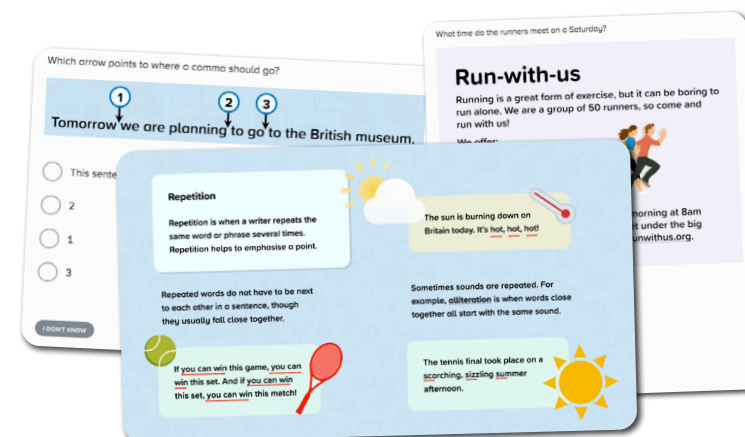 Which arrow points to where a comma should go?
1
2
3
Tomorrow we are planning to go to the British museum.
This sente
2
1
3
I DON'T KNOW
What time do the runners meet on a Saturday?
Run-with-us
Running is a great form of exercise, but it can be boring to
run alone. We are a group of 50 runners, so come and
run with us!
We offer:
morning at 8am
t under the big
unwithus.org.
Repetition
Repetition is when a writer repeats the
same word or phrase several times.
Repetition helps to emphasise a point.
The sun is burning down on
Britain today. It's hot, hot, hot!
Repeated words do not have to be next
to each other in a sentence, though
they usually fall close together.
Sometimes sounds are repeated. For
example, alliteration is when words close
together all start with the same sound.
If you can win this game, you can
win this set. And if you can win
this set, you can win this match!
The tennis final took place on a
scorching, sizzling summer
afternoon.